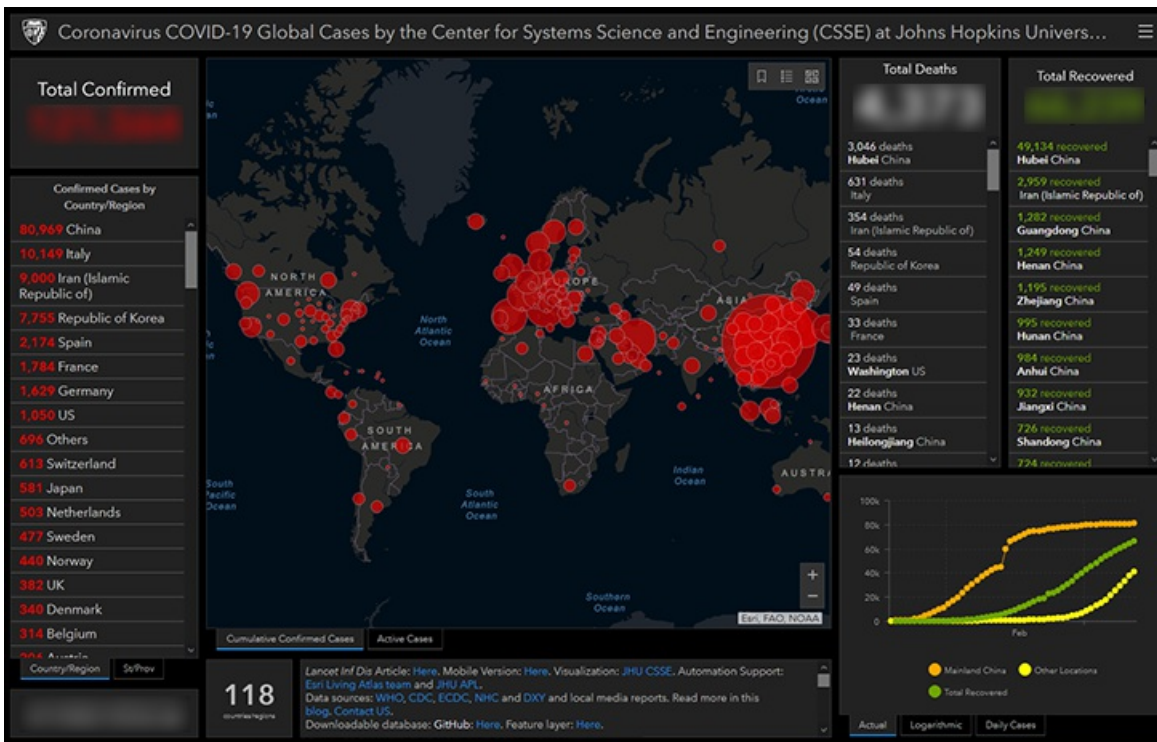 Coronavirus COVID-19 Global Cases by the Center for Systems Science and Engineering (CSSE) at Johns Hopkins Univers...
Total Confirmed
Confirmed Cases by
Country/Region
80,969 China
10,149 Italy
9,000 Iran (Islamic
Republic of)
7,755 Republic of Korea
2,174 Spain
1,784 France
1,629 Germany
1,050 US
696 Others
613 Switzerland
581 Japan
503 Netherlands
477 Sweden
440 Norway
382 UK
340 Denmark
314 Belgium
Country/Region
St/Prov
Ocean
NORTH
AMERICA
North
Atlantic
Ocean
ASIA
AFRICA
SOUTH
AMERICA
South
Pacific
Ocean
South
Atlantic
Ocean
Indian
Ocean
AUSTR
Southern
Ocean
+
−
Esri, FAO, NOAA
Cumulative Confirmed Cases
Active Cases
118
countries/regions
Lancet Inf Dis Article: Here. Mobile Version: Here. Visualization: JHU CSSE. Automation Support:
Esri Living Atlas team and JHU APL.
Data sources: WHO, CDC, ECDC, NHC and DXY and local media reports. Read more in this
blog. Contact US.
Downloadable database: GitHub: Here. Feature layer: Here.
Total Deaths
3,046 deaths
Hubei China
631 deaths
Italy
354 deaths
Iran (Islamic Republic of)
54 deaths
Republic of Korea
49 deaths
Spain
33 deaths
France
23 deaths
Washington US
22 deaths
Henan China
13 deaths
Heilongjiang China
12 deaths
Total Recovered
49,134 recovered
Hubei China
2,959 recovered
Iran (Islamic Republic of)
1,282 recovered
Guangdong China
1,249 recovered
Henan China
1,195 recovered
Zhejiang China
995 recovered
Hunan China
984 recovered
Anhui China
932 recovered
Jiangxi China
726 recovered
Shandong China
724 recovered
100k
80k
60k
40k
20k
0
Feb
Mainland China
Other Locations
Total Recovered
Actual
Logarithmic
Daily Cases